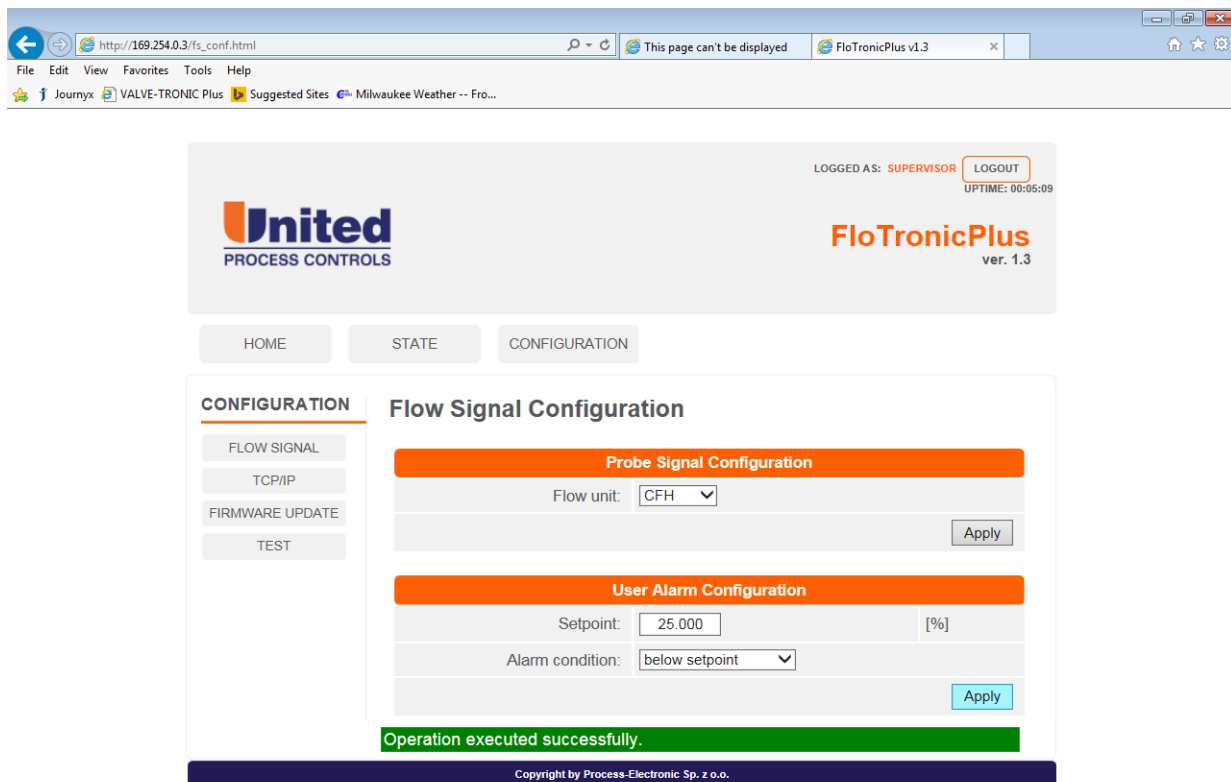 http://169.254.0.3/fs_conf.html
This page can't be displayed
FloTronicPlus v1.3
File Edit View Favorites Tools Help
Journyx VALVE-TRONIC Plus Suggested Sites Milwaukee Weather -- Fro...
LOGGED AS: SUPERVISOR LOGOUT
UPTIME: 00:05:09
United
PROCESS CONTROLS
FloTronicPlus
ver. 1.3
HOME STATE CONFIGURATION
CONFIGURATION
FLOW SIGNAL
TCP/IP
FIRMWARE UPDATE
TEST
Flow Signal Configuration
Probe Signal Configuration
Flow unit: CFH
Apply
User Alarm Configuration
Setpoint: 25.000 [%]
Alarm condition: below setpoint
Apply
Operation executed successfully.
Copyright by Process-Electronic Sp. z o.o.